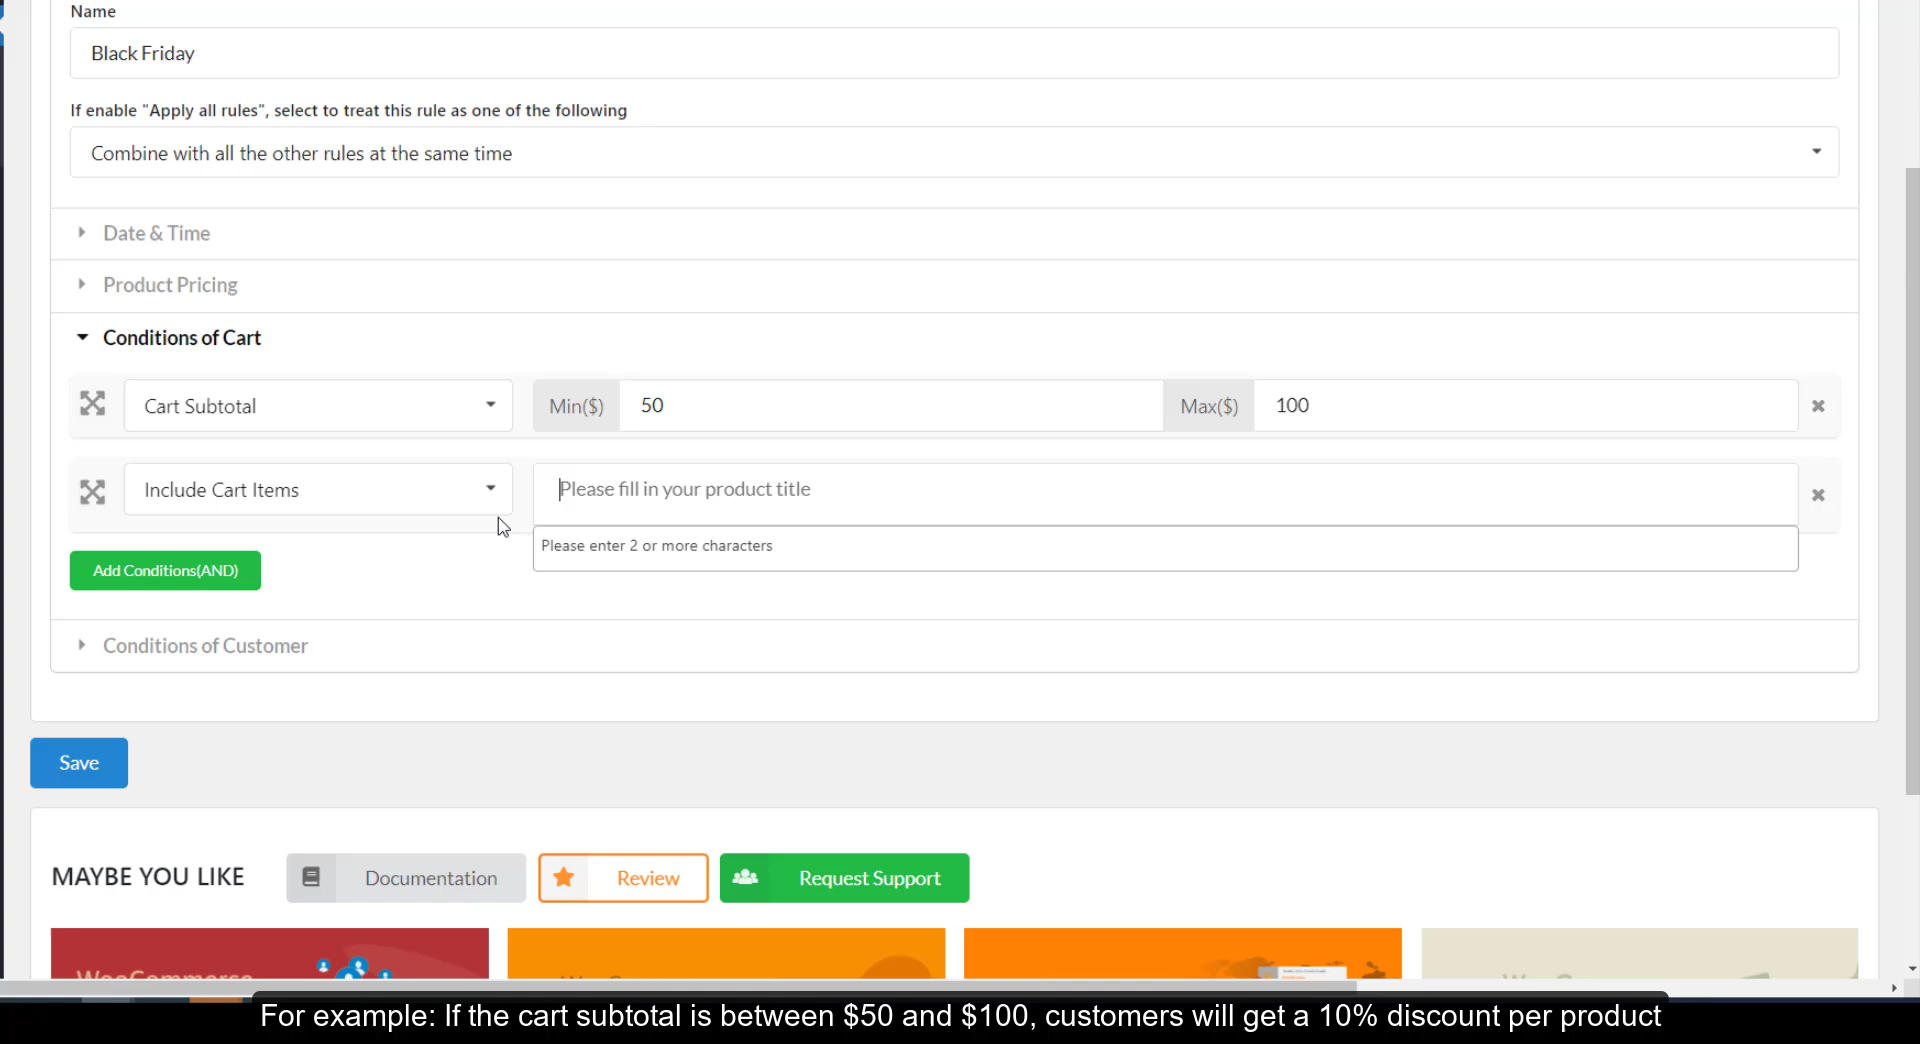 Name
Black Friday
If enable "Apply all rules", select to treat this rule as one of the following
Combine with all the other rules at the same time
Date & Time
Product Pricing
Conditions of Cart
Cart Subtotal Min($) 50 Max($) 100
Include Cart Items Please fill in your product title
Please enter 2 or more characters
Add Conditions(AND)
Conditions of Customer
Save
MAYBE YOU LIKE Documentation Review Request Support
WooCommerce
For example: If the cart subtotal is between $50 and $100, customers will get a 10% discount per product